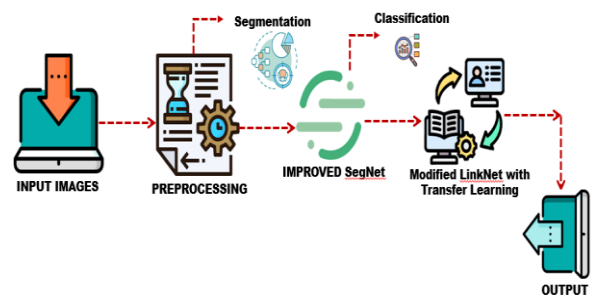 Segmentation
Classification
INPUT IMAGES
PREPROCESSING
IMPROVED SegNet
Modified LinkNet with
Transfer Learning
OUTPUT